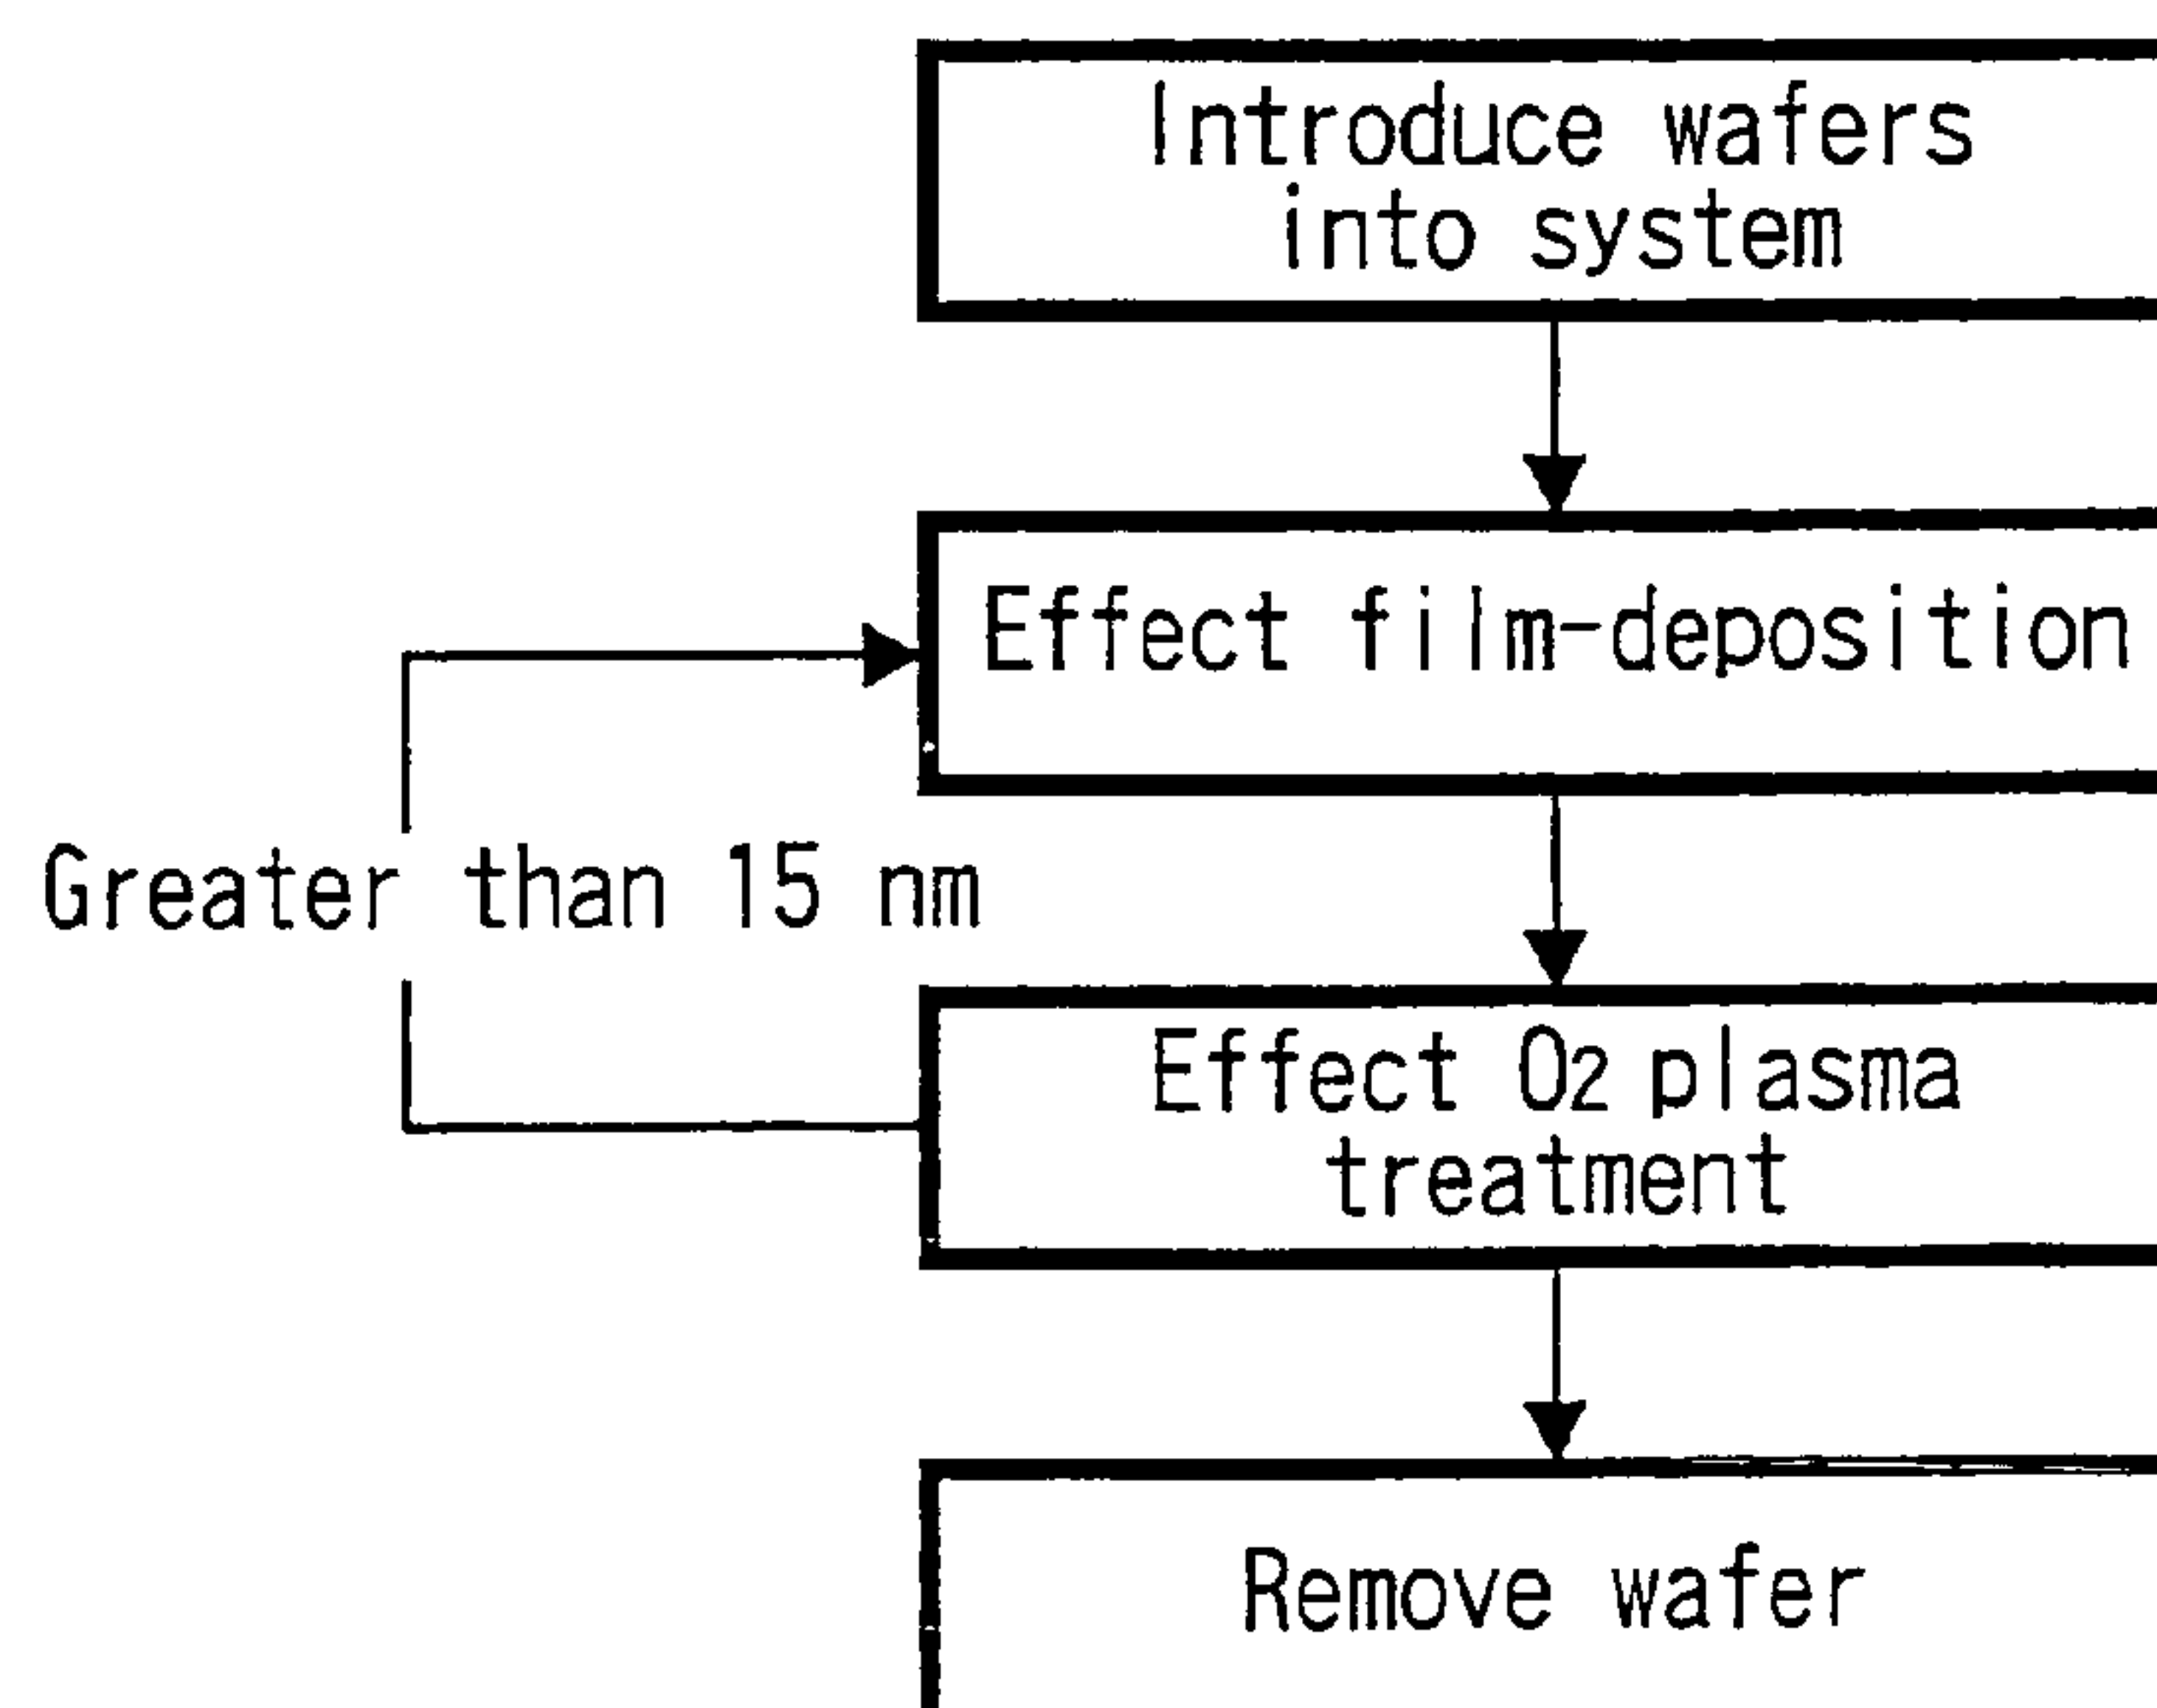 Introduce wafers
into system
Effect film-deposition
Greater than 15 nm
Effect O2 plasma
treatment
Remove wafer